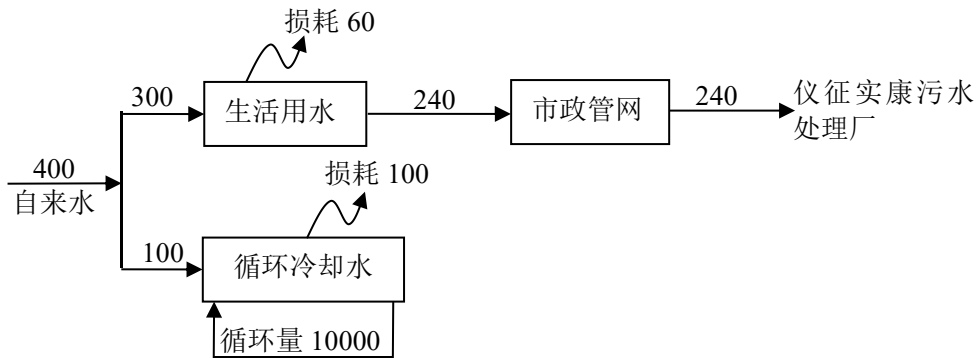 损耗 60
300
生活用水
240
市政管网
240
仪征实康污水
处理厂
400
自来水
损耗 100
100
循环冷却水
循环量 10000